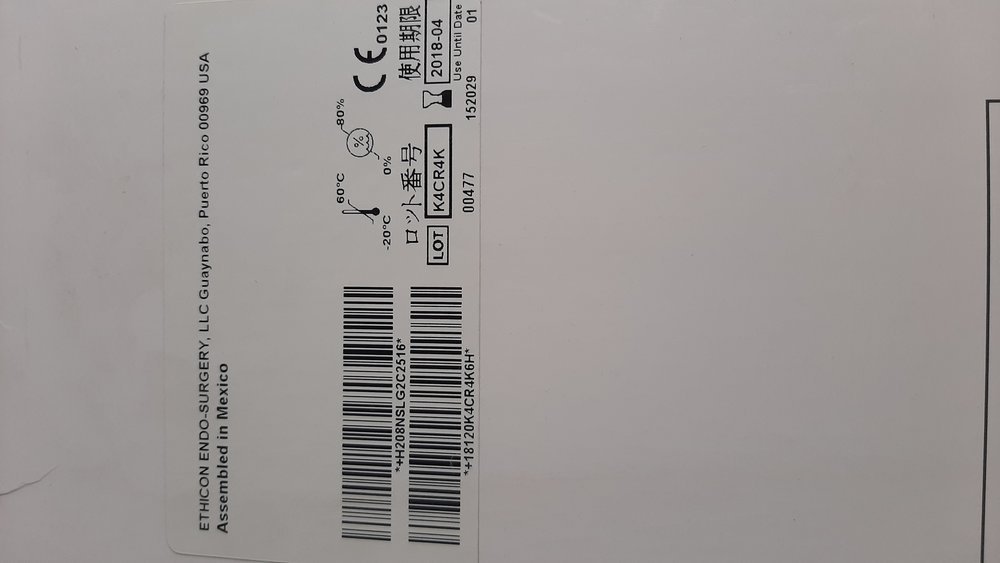 ETHICON ENDO-SURGERY, LLC Guaynabo, Puerto Rico 00969 USA
Assembled in Mexico
-20°C
60°C
0%
%
80%
CE 0123
*+H208NSLG2C2516*
ロット番号
使用期限
LOT
K4CR4K
2018-04
Use Until Date
*+18120K4CR4K6H*
00477
152029
01